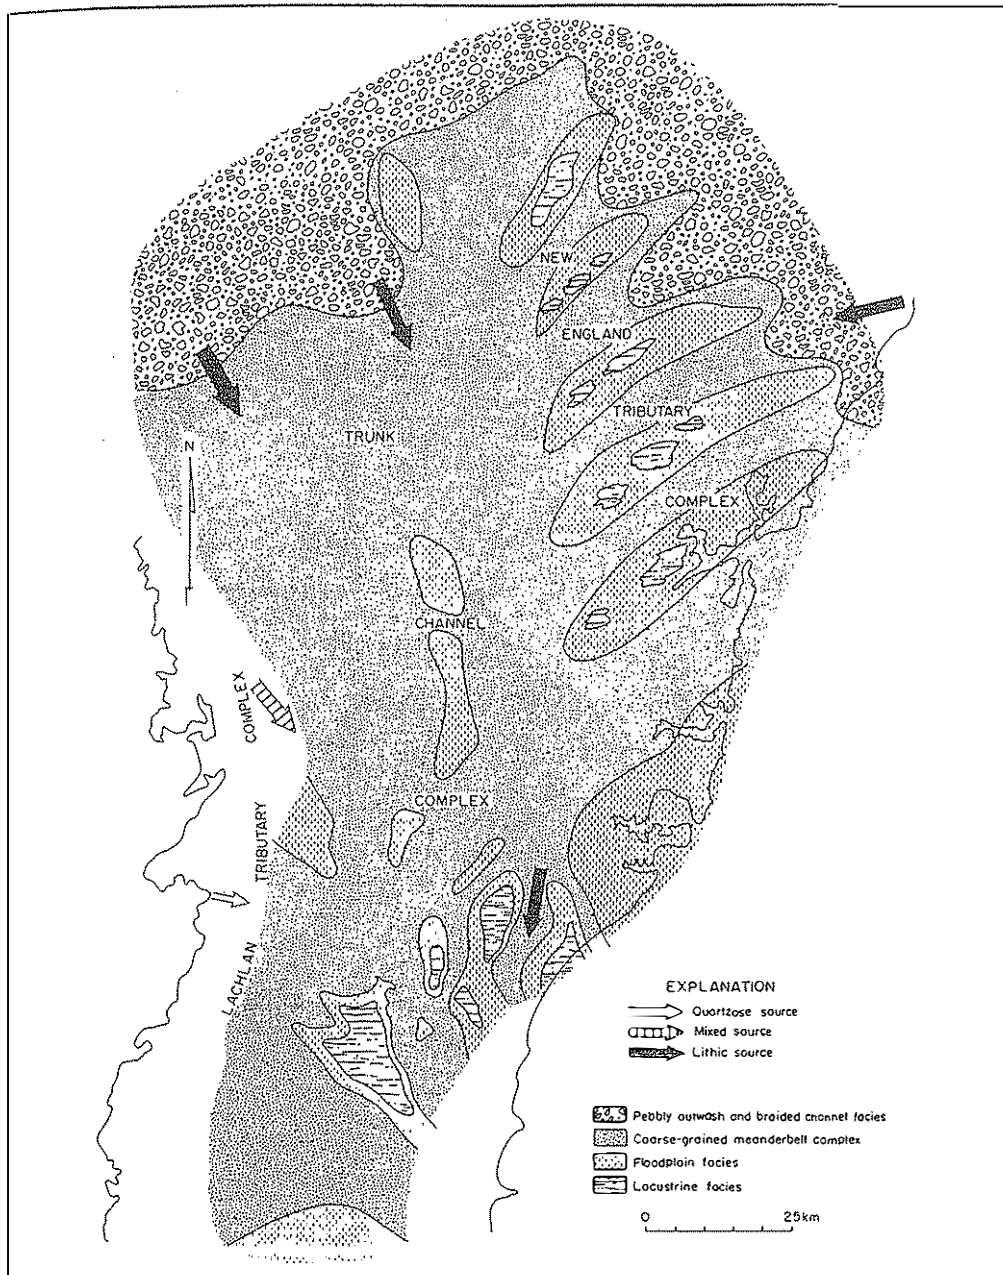 NEW
ENGLAND
TRIBUTARY
COMPLEX
TRUNK
CHANNEL
COMPLEX
N
LACHLAN TRIBUTARY COMPLEX
EXPLANATION
Quartzose source
Mixed source
Lithic source
Pebbly outwash and braided channel facies
Coarse-grained meanderbelt complex
Floodplain facies
Lacustrine facies
0 25km